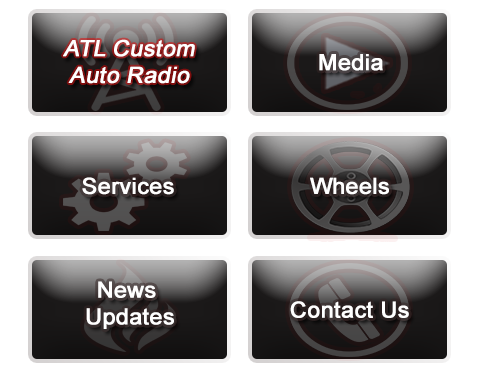 ATL Custom
Auto Radio
Media
Services
Wheels
News
Updates
Contact Us